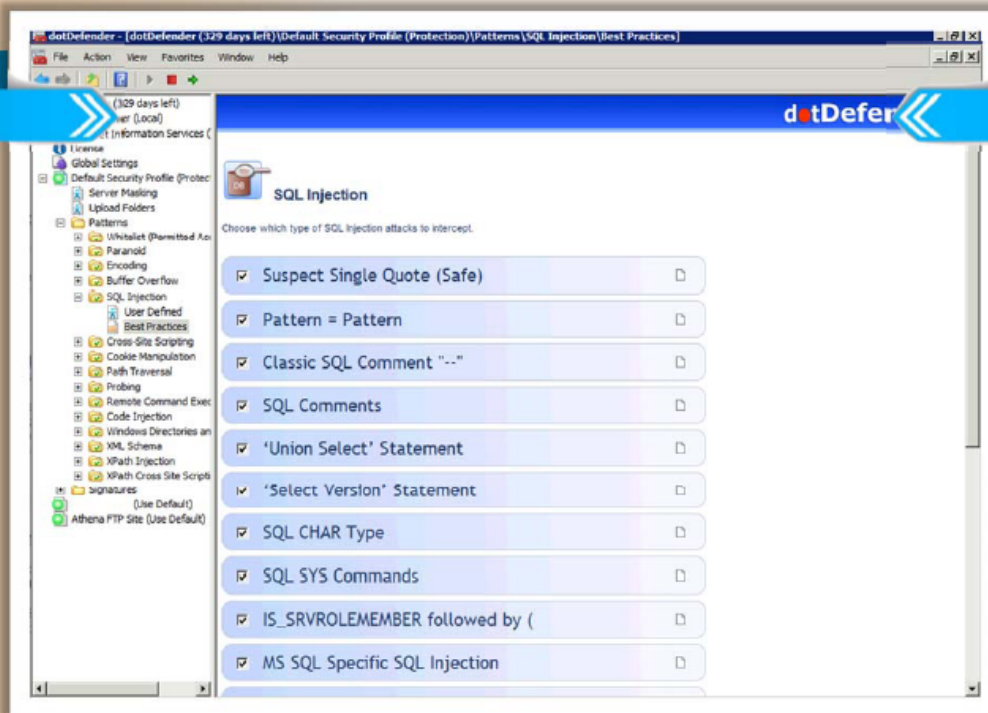 dotDefender - [dotDefender (329 days left)\Default Security Profile (Protection)\Patterns\SQL Injection\Best Practices]
File Action View Favorites Window Help
(329 days left)
(Local)
Information Services (
dotDefer
License
Global Settings
Default Security Profile (Protec
Server Masking
Upload Folders
Patterns
Whitelist (Permitted Acc
Paranoid
Encoding
Buffer Overflow
SQL Injection
User Defined
Best Practices
Cross-Site Scripting
Cookie Manipulation
Path Traversal
Probing
Remote Command Exec
Code Injection
Windows Directories an
XML Schema
XPath Injection
XPath Cross Site Scripti
Signatures
(Use Default)
Athena FTP Site (Use Default)
SQL Injection
Choose which type of SQL Injection attacks to intercept.
Suspect Single Quote (Safe)
Pattern = Pattern
Classic SQL Comment "--"
SQL Comments
‘Union Select’ Statement
‘Select Version’ Statement
SQL CHAR Type
SQL SYS Commands
IS_SRVROLEMEMBER followed by (
MS SQL Specific SQL Injection